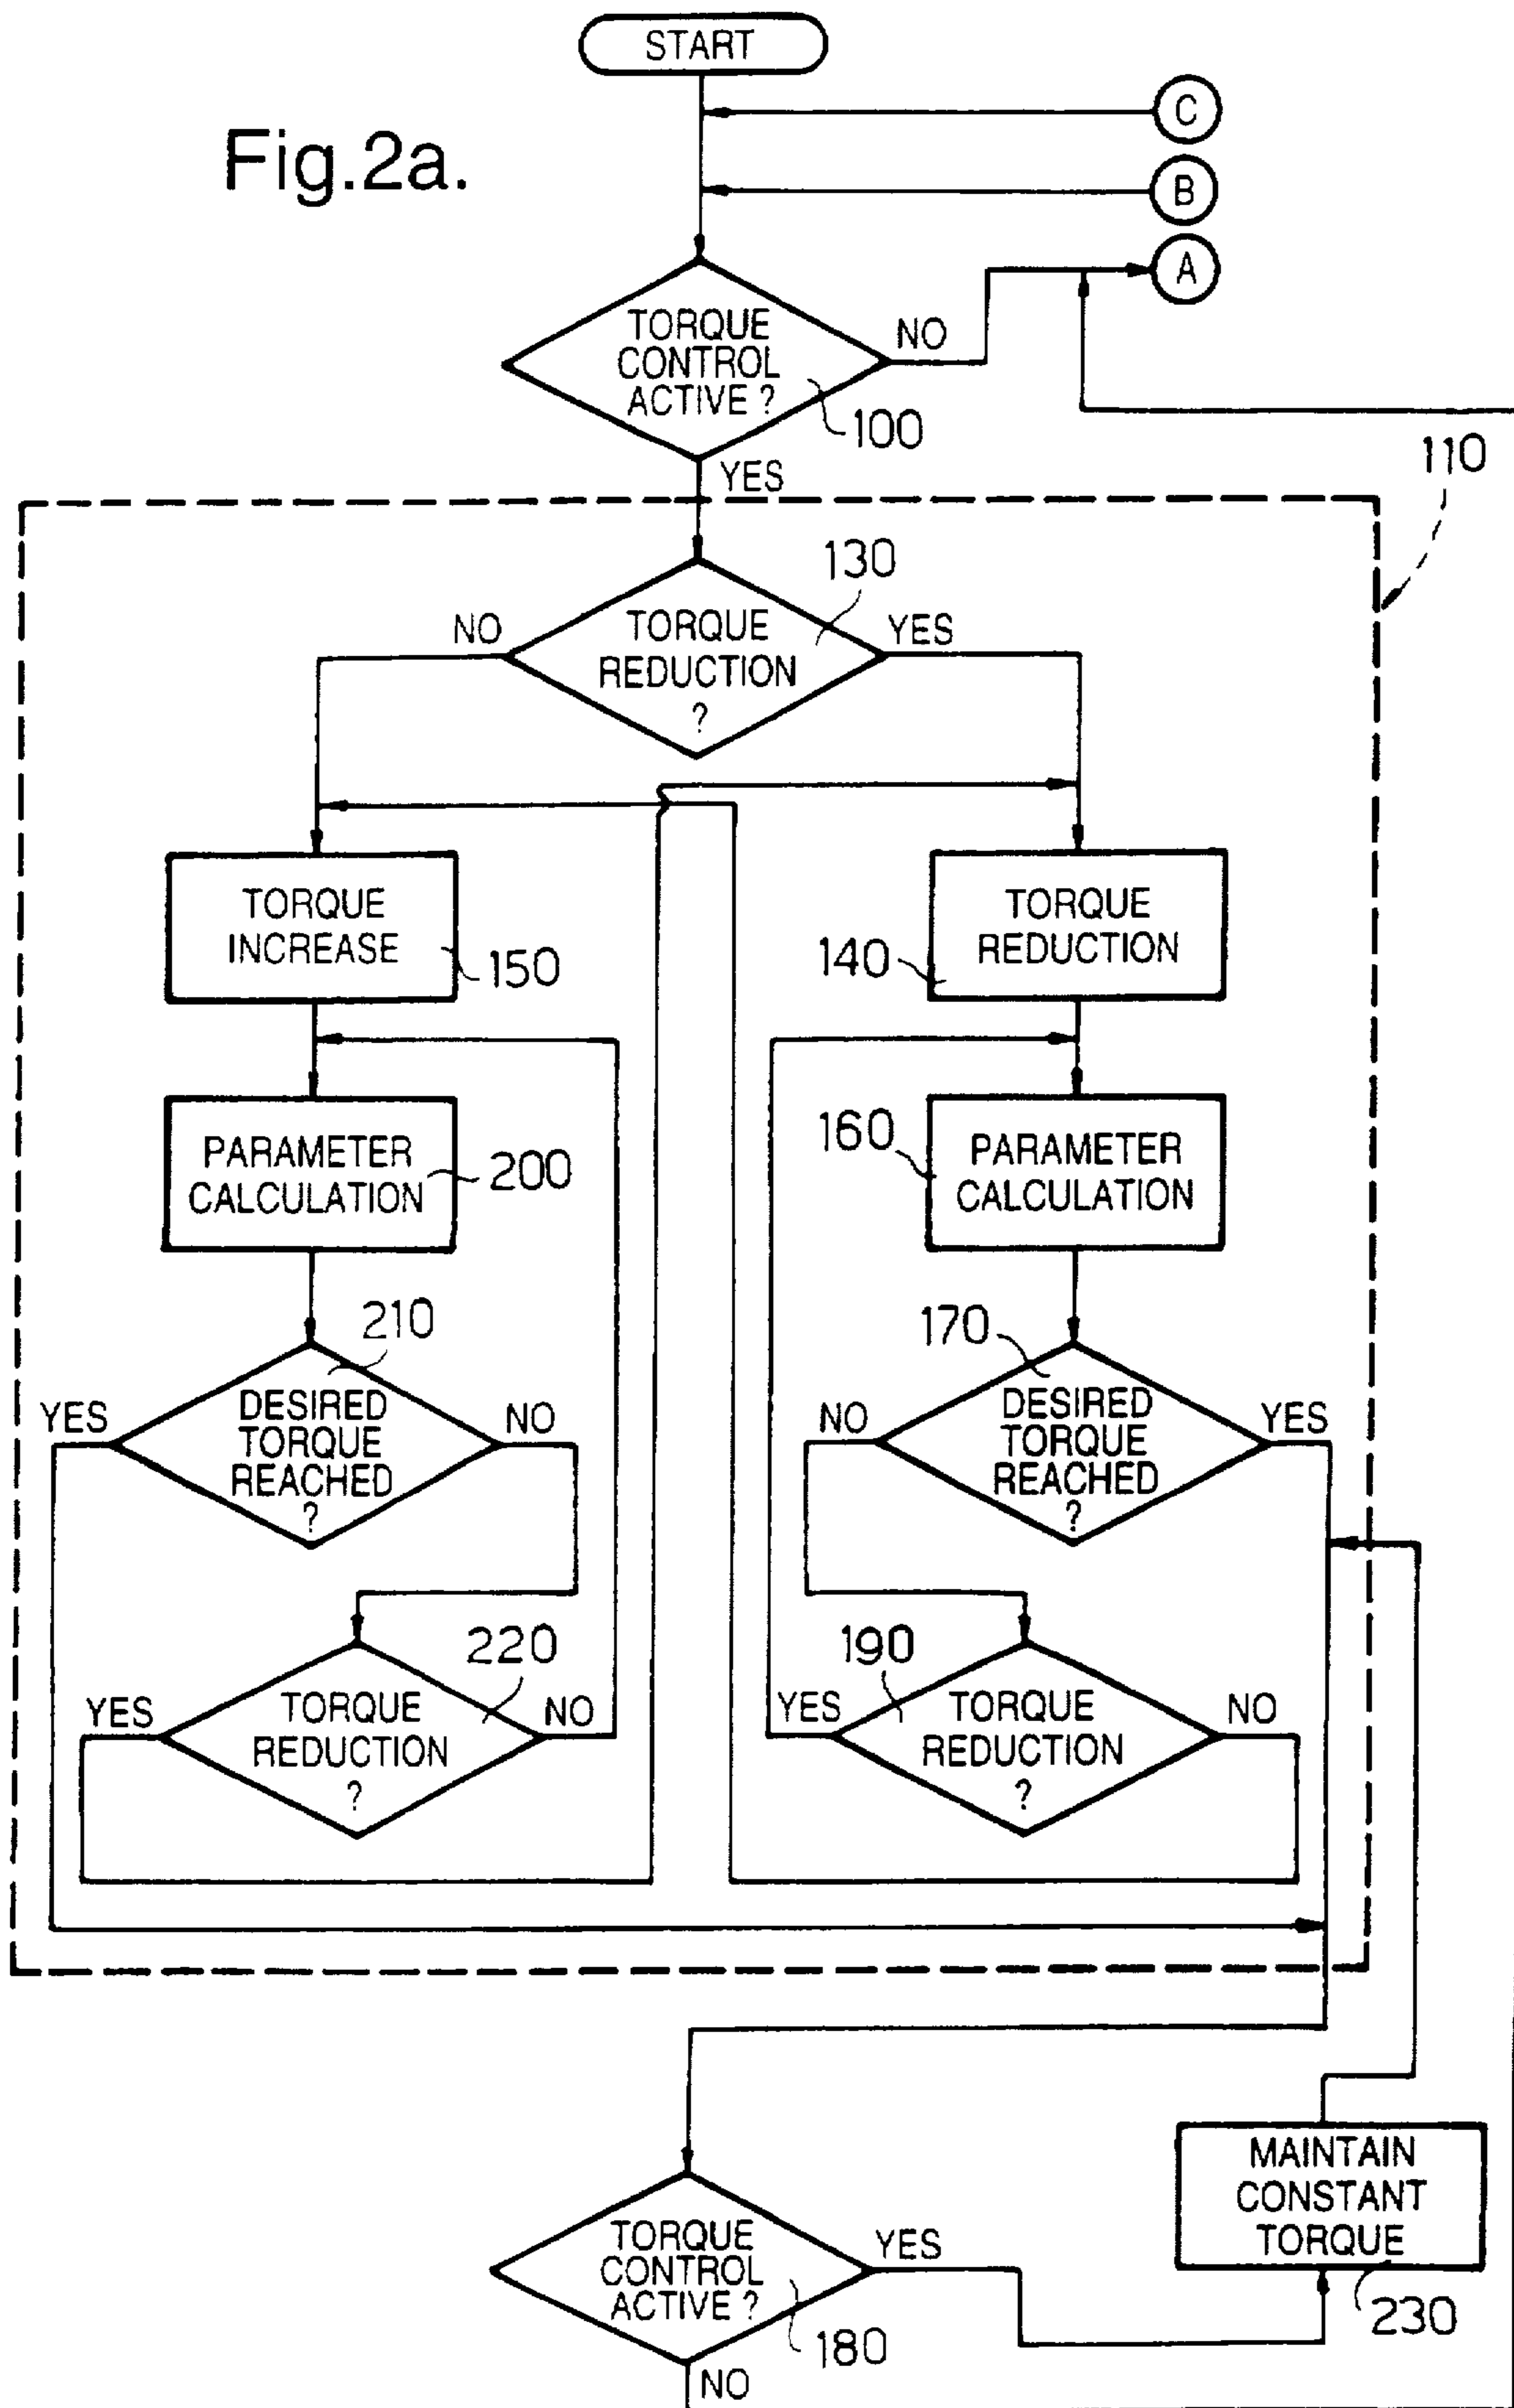 START
C
Fig.2a.
B
A
TORQUE
CONTROL
ACTIVE ?
NO
100
YES
110
130
NO
TORQUE
REDUCTION
?
YES
TORQUE
INCREASE
150
TORQUE
REDUCTION
140
PARAMETER
CALCULATION
200
160
PARAMETER
CALCULATION
210
YES
DESIRED
TORQUE
REACHED
?
NO
170
NO
DESIRED
TORQUE
REACHED
?
YES
220
YES
TORQUE
REDUCTION
?
NO
190
YES
TORQUE
REDUCTION
?
NO
MAINTAIN
CONSTANT
TORQUE
230
TORQUE
CONTROL
ACTIVE ?
YES
180
NO